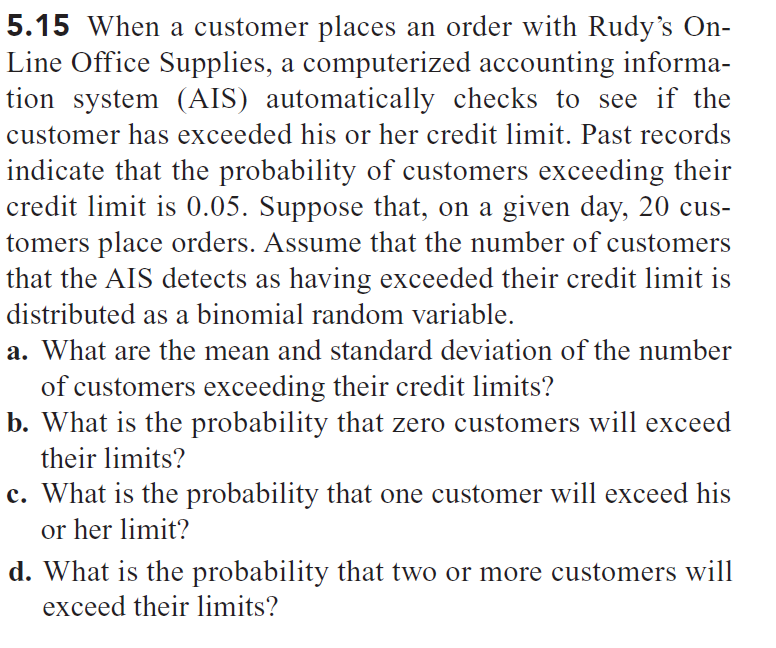 5.15 When a customer places an order with Rudy’s On-
Line Office Supplies, a computerized accounting informa-
tion system (AIS) automatically checks to see if the
customer has exceeded his or her credit limit. Past records
indicate that the probability of customers exceeding their
credit limit is 0.05. Suppose that, on a given day, 20 cus-
tomers place orders. Assume that the number of customers
that the AIS detects as having exceeded their credit limit is
distributed as a binomial random variable.
a. What are the mean and standard deviation of the number
of customers exceeding their credit limits?
b. What is the probability that zero customers will exceed
their limits?
c. What is the probability that one customer will exceed his
or her limit?
d. What is the probability that two or more customers will
exceed their limits?